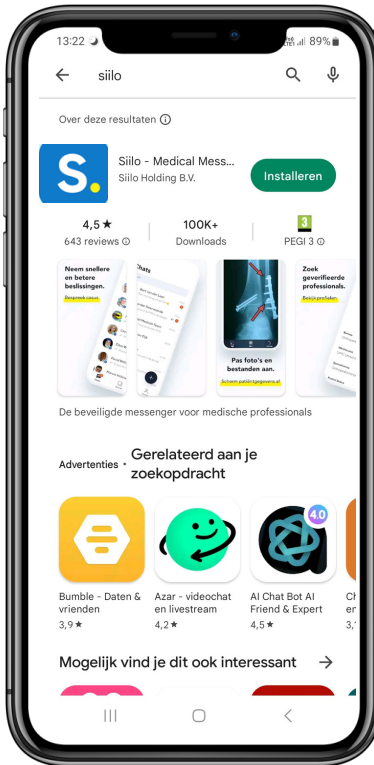 13:22
89%
siilo
Over deze resultaten
S.
Siilo - Medical Mess...
Siilo Holding B.V.
Installeren
4,5 ★
643 reviews
100K+
Downloads
3
PEGI 3
Neem snellere
en betere
beslissingen.
Bespreek casus
Chats
Pas foto's en
bestanden aan.
Scherm patiëntgegevens af
Zoek
geverifieerde
professionals.
Bekijk profielen
De beveiligde messenger voor medische professionals
Advertenties •
Gerelateerd aan je
zoekopdracht
4.0
Bumble - Daten &
vrienden
3,9 ★
Azar - videochat
en livestream
4,2 ★
AI Chat Bot AI
Friend & Expert
4,5 ★
Ch
en
3,
Mogelijk vind je dit ook interessant